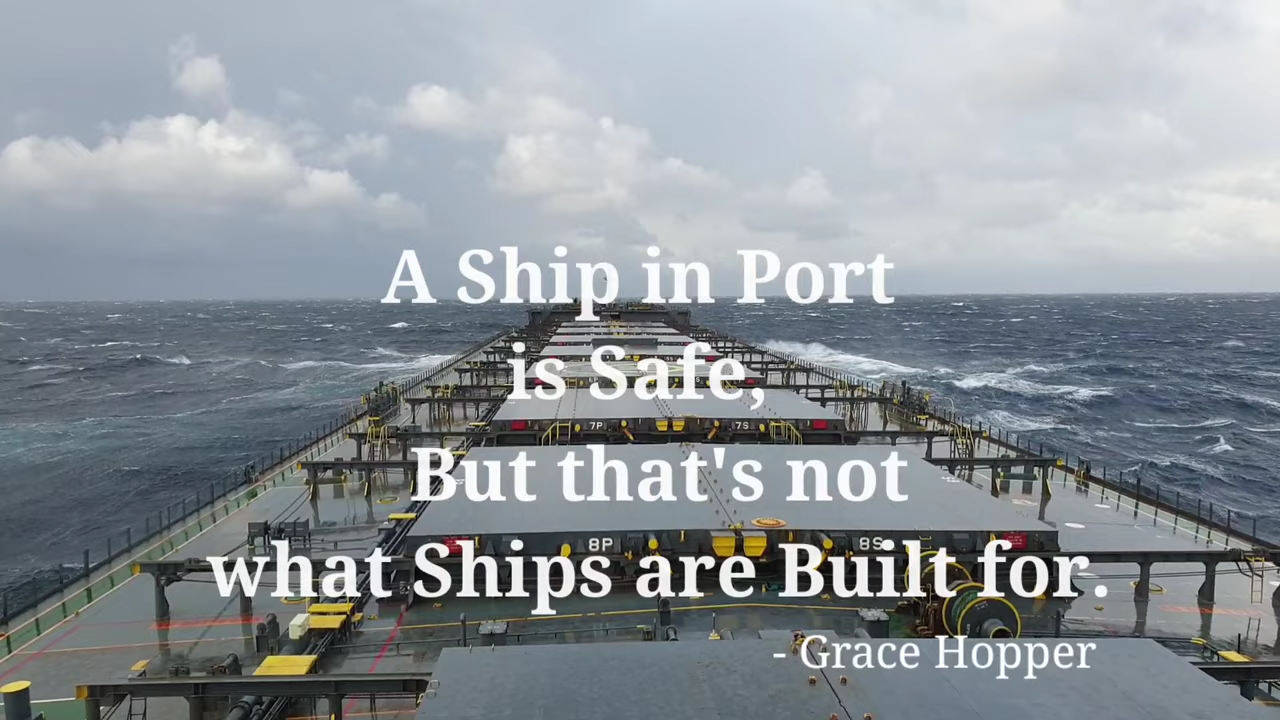 A Ship in Port
is Safe,
7P 7S
But that's not
8P 8S
what Ships are Built for.
- Grace Hopper